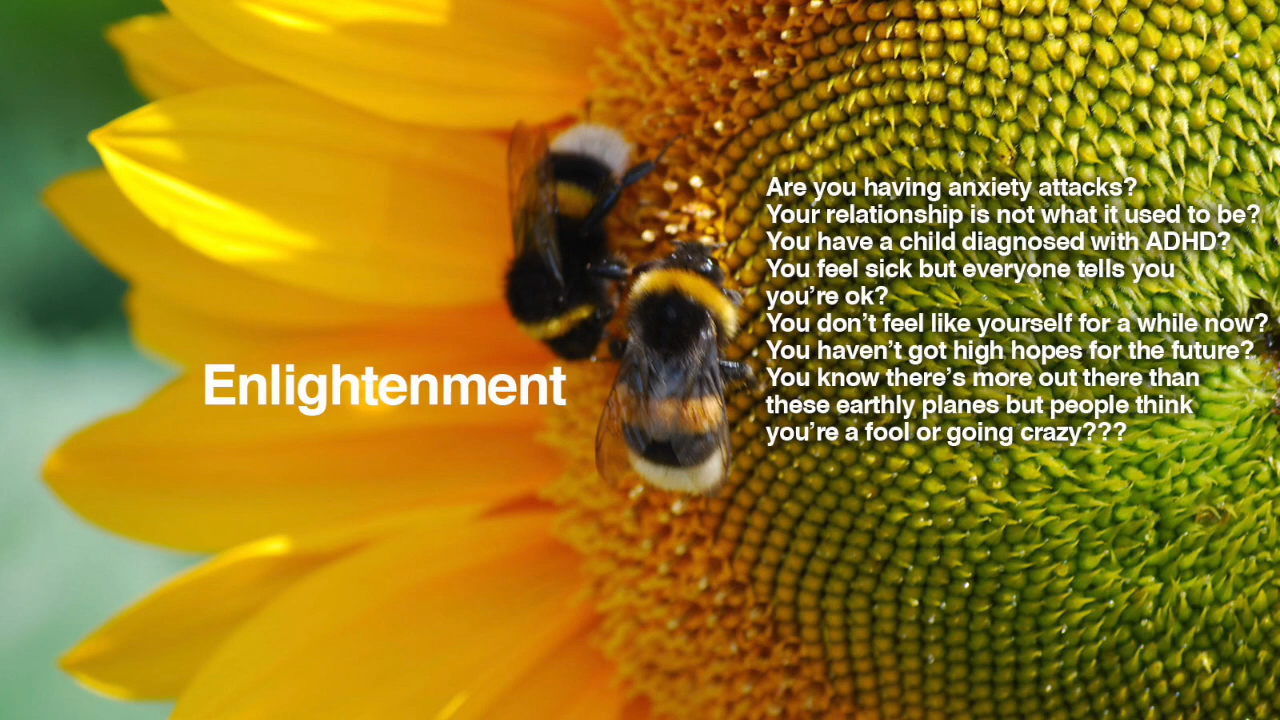 Enlightenment
Are you having anxiety attacks?
Your relationship is not what it used to be?
You have a child diagnosed with ADHD?
You feel sick but everyone tells you
you’re ok?
You don’t feel like yourself for a while now?
You haven’t got high hopes for the future?
You know there’s more out there than
these earthly planes but people think
you’re a fool or going crazy???